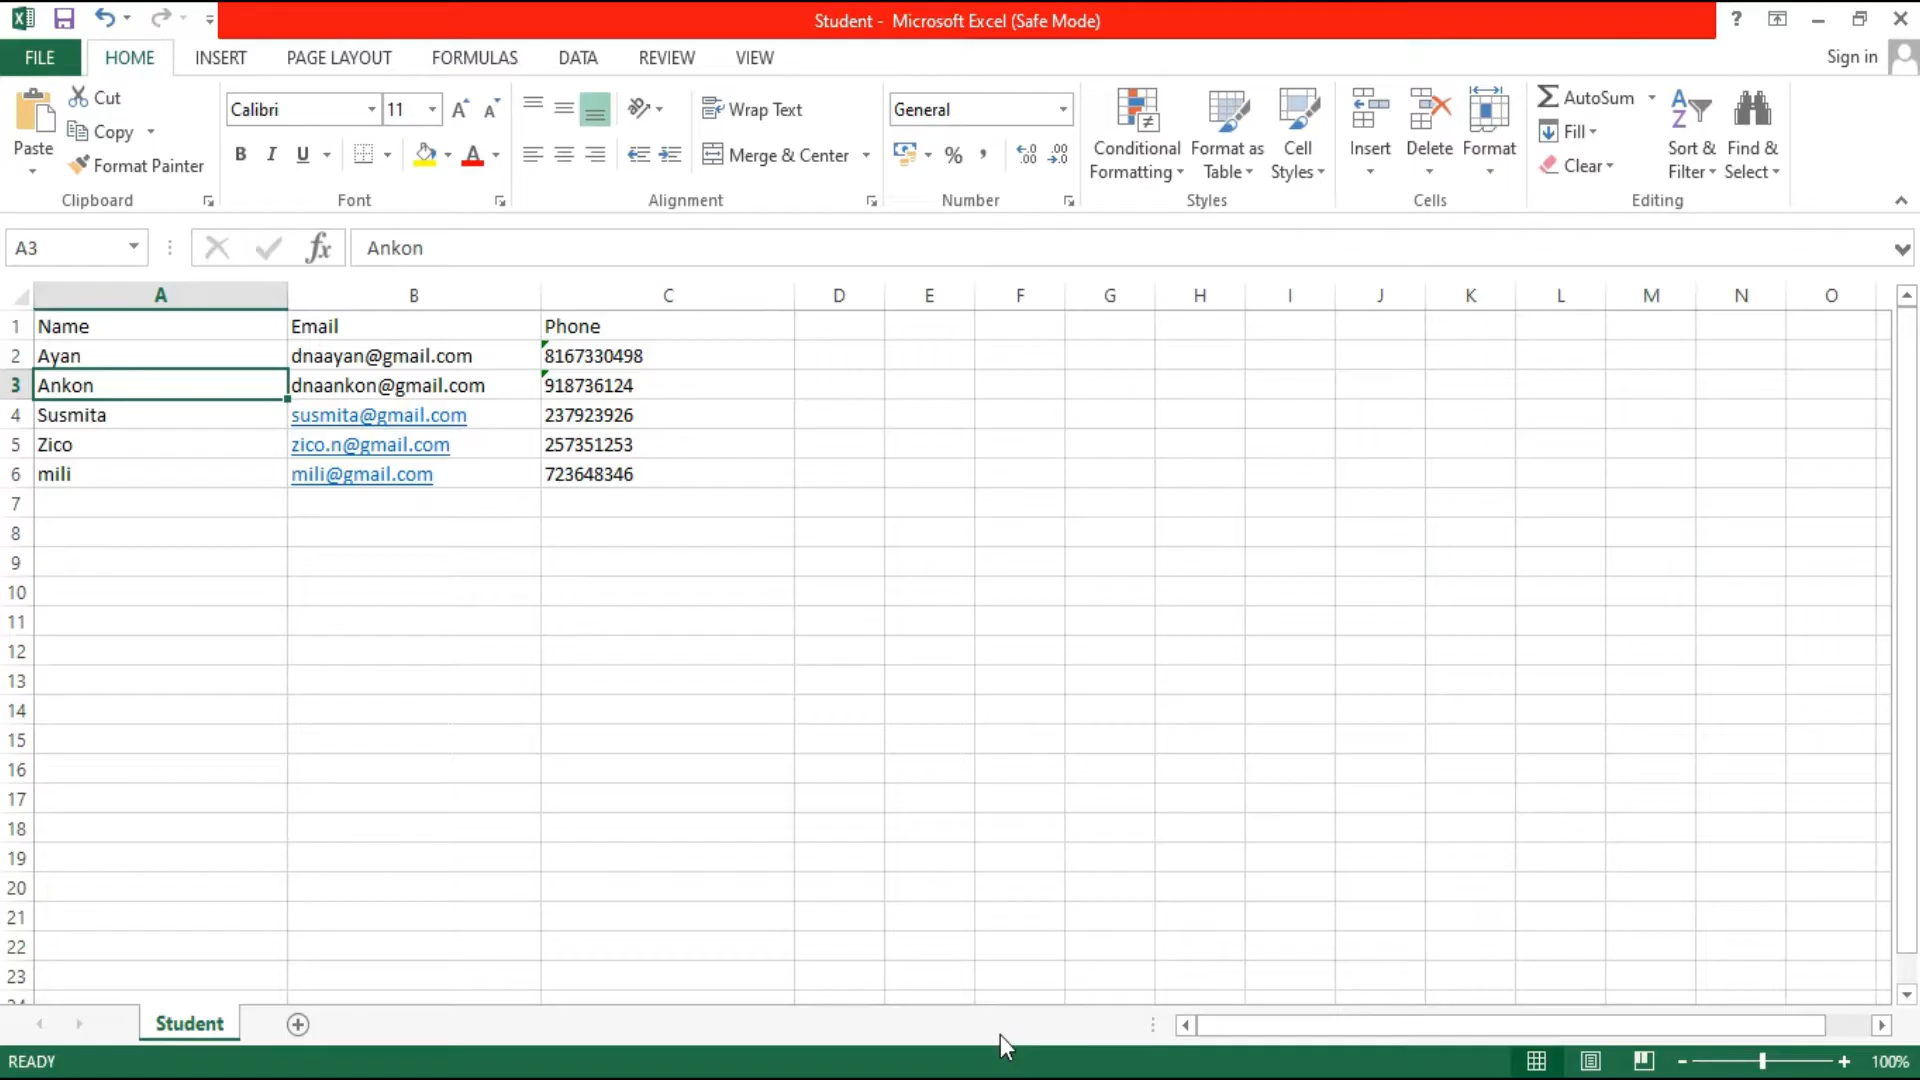 Student - Microsoft Excel (Safe Mode)
?
FILE HOME INSERT PAGE LAYOUT FORMULAS DATA REVIEW VIEW Sign in
Paste Cut Copy Format Painter
Clipboard
Calibri 11 A A
B I U A
Font
Wrap Text
Merge & Center
Alignment
General
% , .00 .0 .00
Number
Conditional Formatting
Format as Table
Cell Styles
Styles
Insert Delete Format
Cells
AutoSum
Fill
Clear
Sort & Filter
Find & Select
Editing
A3 fx Ankon
A B C D E F G H I J K L M N O
1 Name Email Phone
2 Ayan dnaayan@gmail.com 8167330498
3 Ankon dnaankon@gmail.com 918736124
4 Susmita susmita@gmail.com 237923926
5 Zico zico.n@gmail.com 257351253
6 mili mili@gmail.com 723648346
7
8
9
10
11
12
13
14
15
16
17
18
19
20
21
22
23
Student
READY 100%